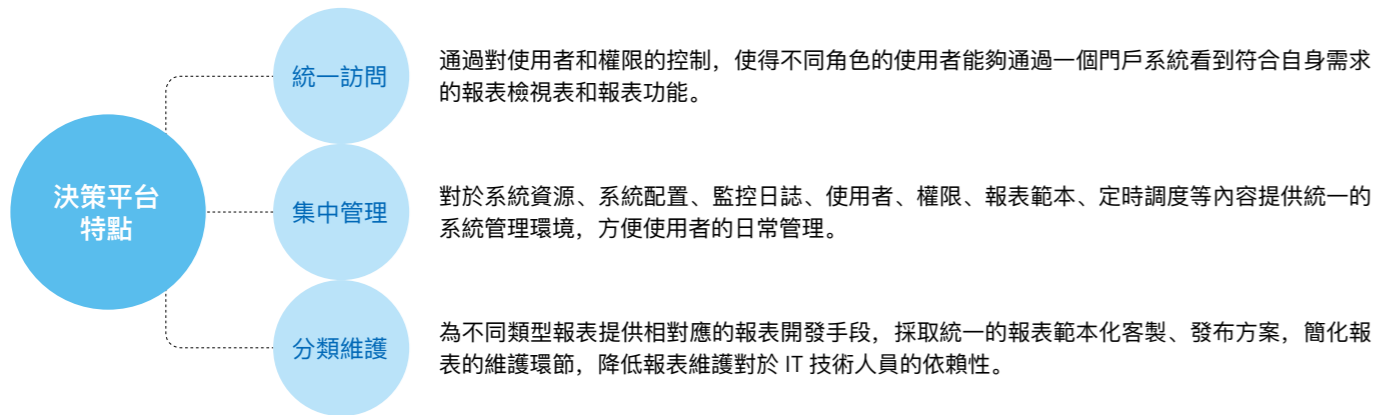 決策平台
特點
統一訪問
通過對使用者和權限的控制，使得不同角色的使用者能夠通過一個門戶系統看到符合自身需求
的報表檢視表和報表功能。
集中管理
對於系統資源、系統配置、監控日誌、使用者、權限、報表範本、定時調度等內容提供統一的
系統管理環境，方便使用者的日常管理。
分類維護
為不同類型報表提供相對應的報表開發手段，採取統一的報表範本化客製、發布方案，簡化報
表的維護環節，降低報表維護對於 IT 技術人員的依賴性。